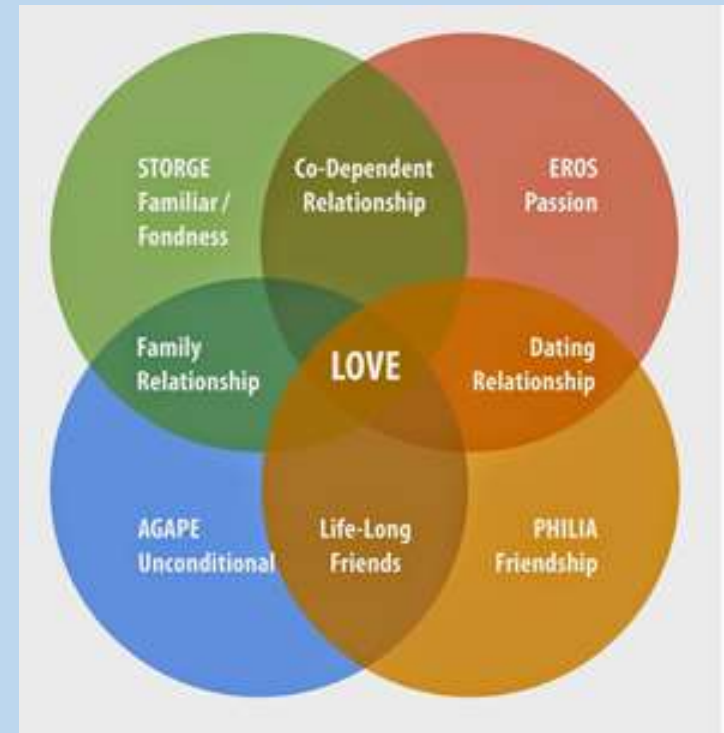 STORGE
Familiar/
Fondness
Co-Dependent
Relationship
EROS
Passion
Family
Relationship
LOVE
Dating
Relationship
AGAPE
Unconditional
Life-Long
Friends
PHILIA
Friendship